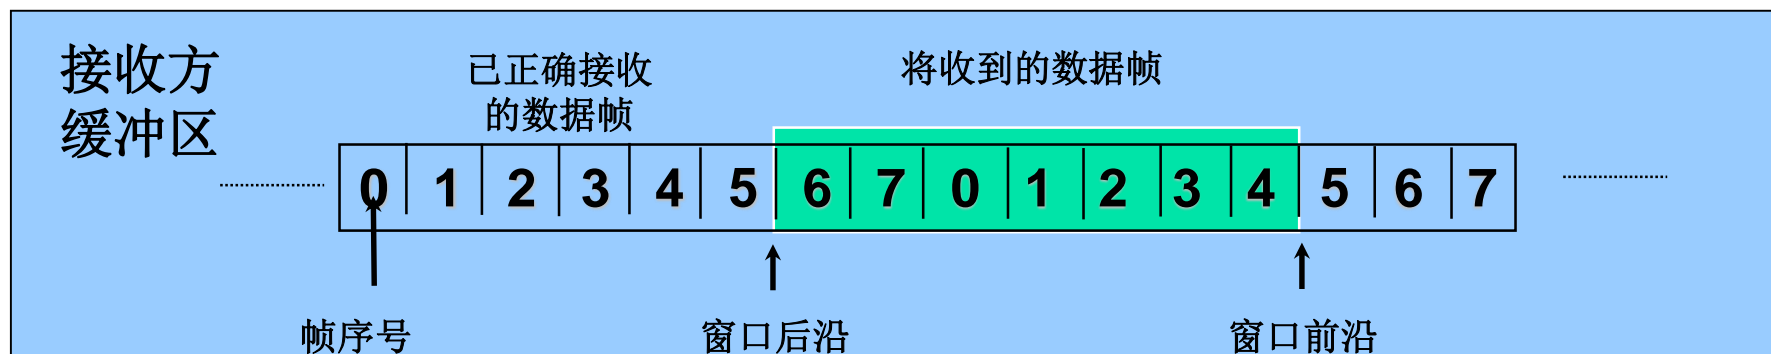 接收方
缓冲区
已正确接收
的数据帧
将收到的数据帧
0 1 2 3 4 5 6 7 0 1 2 3 4 5 6 7
帧序号
窗口后沿
窗口前沿